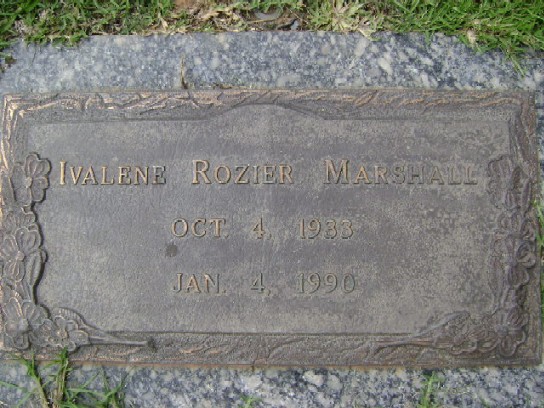 Ivalene Rozier Marshall
Oct. 4, 1933
Jan. 4, 1990